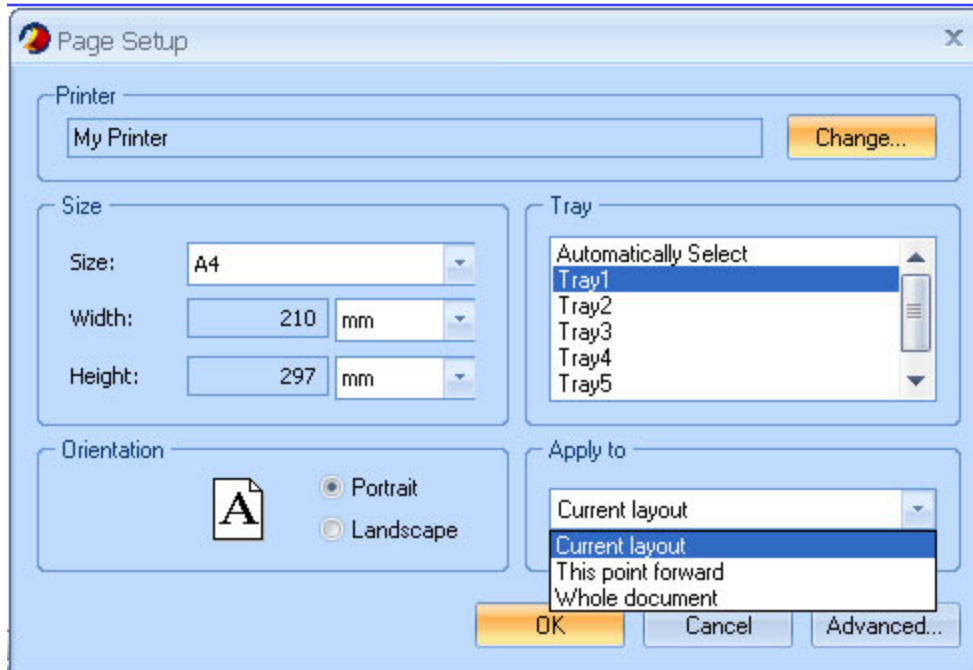 Page Setup
Printer
My Printer
Change...
Size
Size:
A4
Width:
210
mm
Height:
297
mm
Tray
Automatically Select
Tray1
Tray2
Tray3
Tray4
Tray5
Orientation
A
Portrait
Landscape
Apply to
Current layout
Current layout
This point forward
Whole document
OK
Cancel
Advanced...